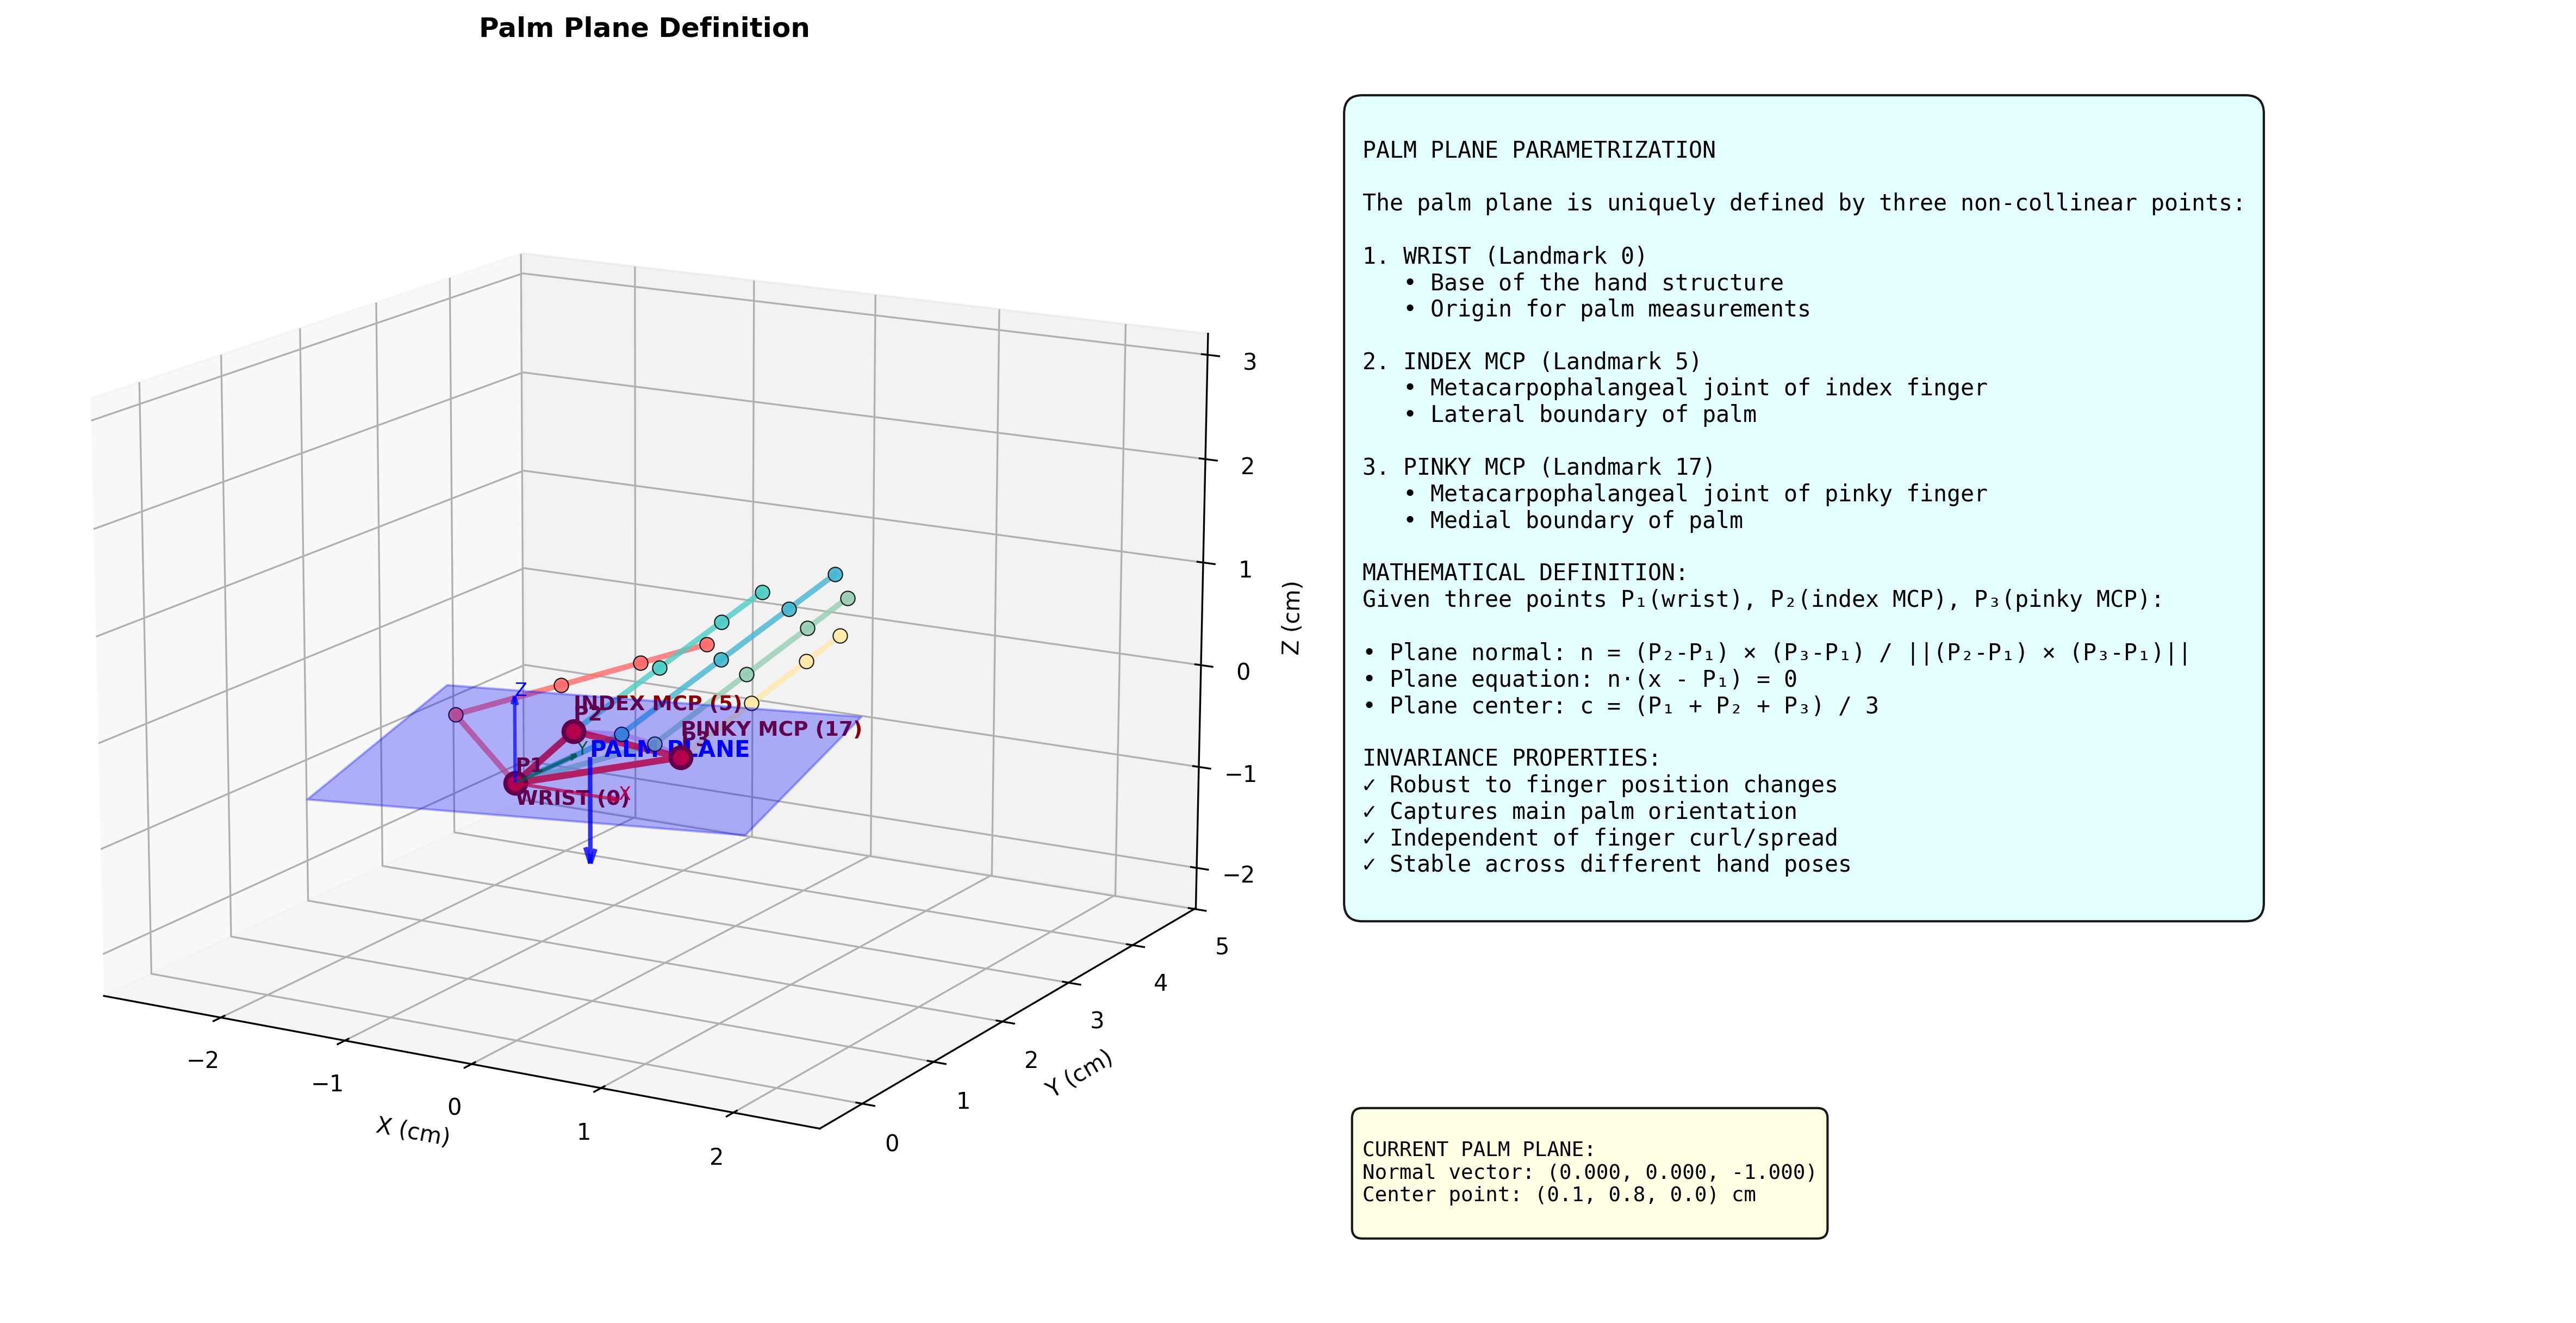 Palm Plane Definition
3
2
1
0
−1
−2
Z (cm)
Z
INDEX MCP (5)
P2
PINKY MCP (17)
P3
Y
PALM PLANE
P1
WRIST (0)
X
5
4
3
2
1
0
Y (cm)
−2
−1
0
1
2
X (cm)
PALM PLANE PARAMETRIZATION
The palm plane is uniquely defined by three non-collinear points:
1. WRIST (Landmark 0)
• Base of the hand structure
• Origin for palm measurements
2. INDEX MCP (Landmark 5)
• Metacarpophalangeal joint of index finger
• Lateral boundary of palm
3. PINKY MCP (Landmark 17)
• Metacarpophalangeal joint of pinky finger
• Medial boundary of palm
MATHEMATICAL DEFINITION:
Given three points P₁(wrist), P₂(index MCP), P₃(pinky MCP):
• Plane normal: n = (P₂-P₁) × (P₃-P₁) / ||(P₂-P₁) × (P₃-P₁)||
• Plane equation: n·(x - P₁) = 0
• Plane center: c = (P₁ + P₂ + P₃) / 3
INVARIANCE PROPERTIES:
✓ Robust to finger position changes
✓ Captures main palm orientation
✓ Independent of finger curl/spread
✓ Stable across different hand poses
CURRENT PALM PLANE:
Normal vector: (0.000, 0.000, -1.000)
Center point: (0.1, 0.8, 0.0) cm